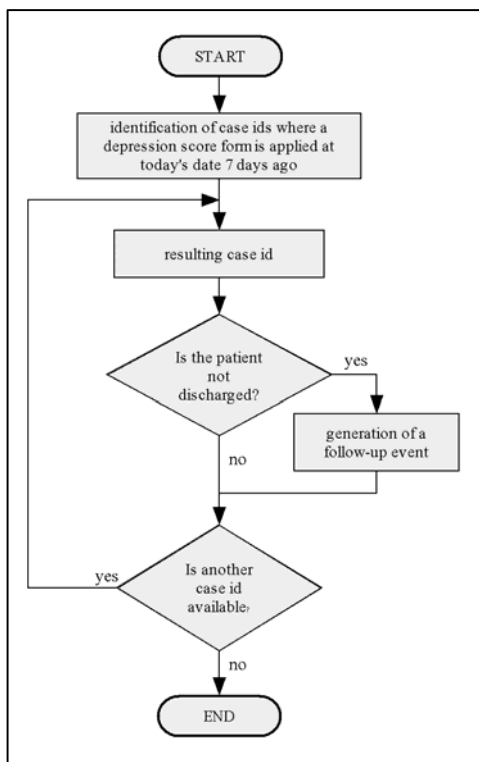 START
identification of case ids where a
depression score form is applied at
today's date 7 days ago
resulting case id
Is the patient
not
discharged?
yes
generation of a
follow-up event
no
Is another
case id
available?
yes
no
END